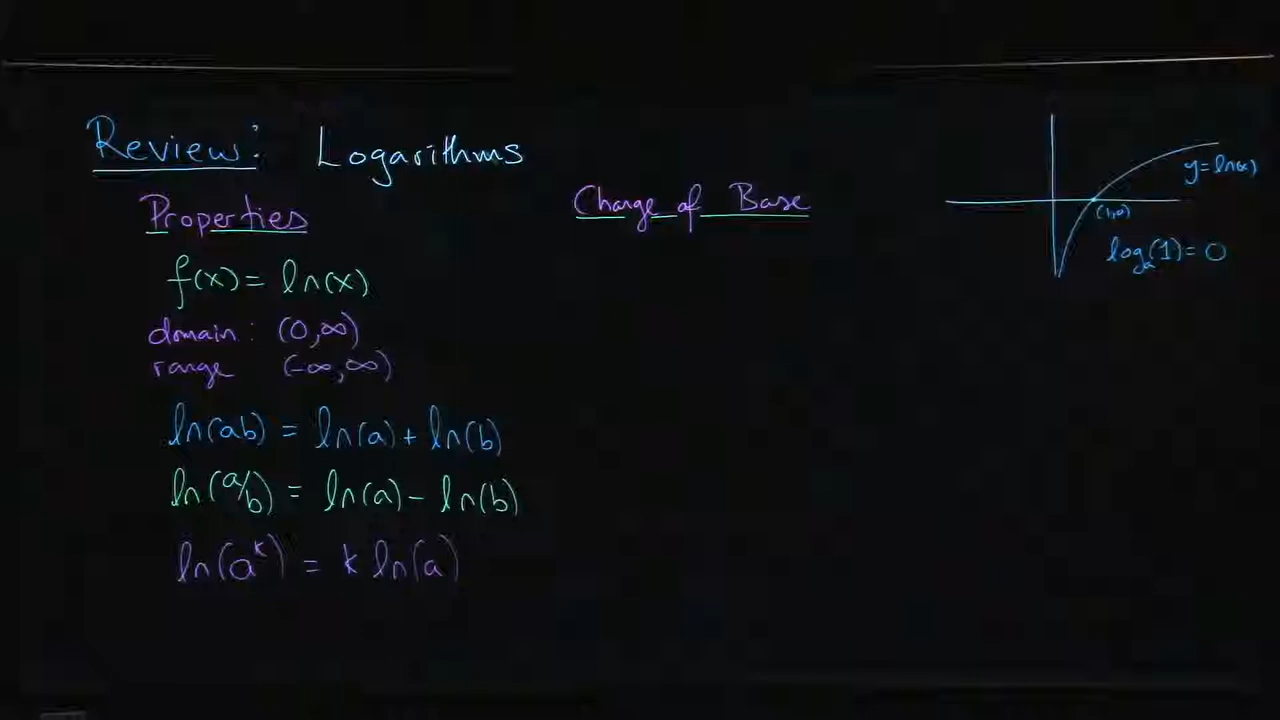 Review: Logarithms
Properties
f(x) = ln(x)
domain: (0,∞)
range (-∞,∞)
ln(ab) = ln(a) + ln(b)
ln(a/b) = ln(a) - ln(b)
ln(a^k) = k ln(a)
Change of Base
y = ln(x)
(1,0)
logₐ(1) = 0